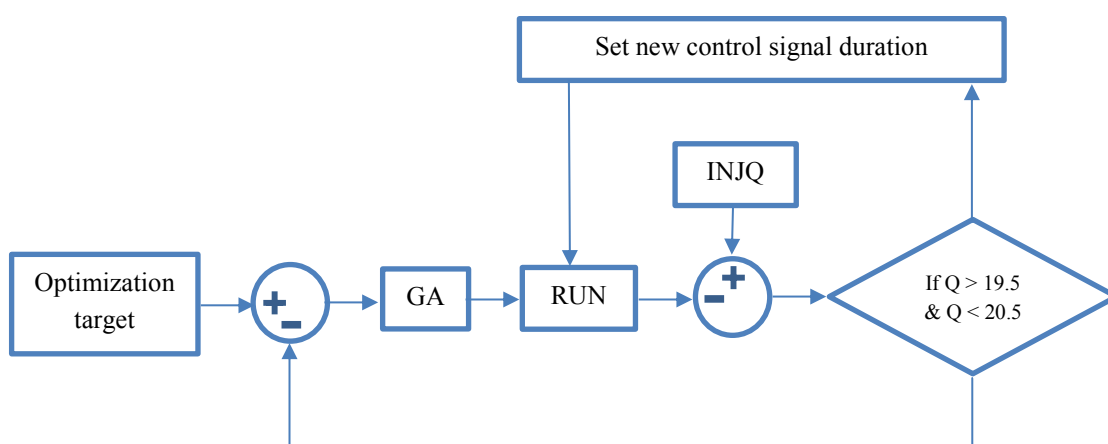 Set new control signal duration
INJQ
Optimization
target
+
−
GA
RUN
−
+
If Q > 19.5
& Q < 20.5